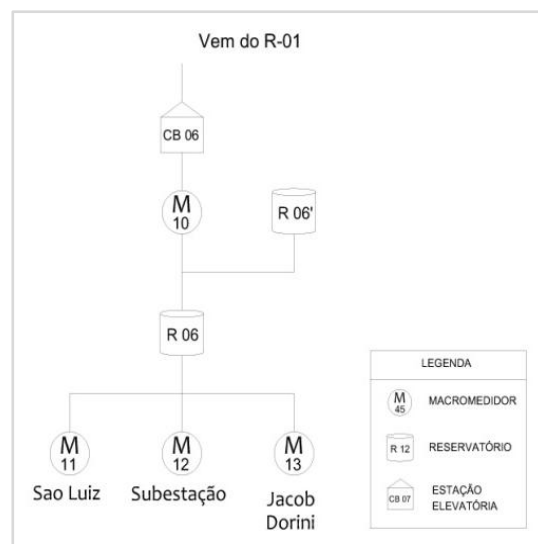 Vem do R-01
CB 06
M
10
R 06'
R 06
M
11
M
12
M
13
Sao Luiz
Subestação
Jacob
Dorini
LEGENDA
M
45
MACROMEDIDOR
R 12
RESERVATÓRIO
CB 07
ESTAÇÃO
ELEVATÓRIA